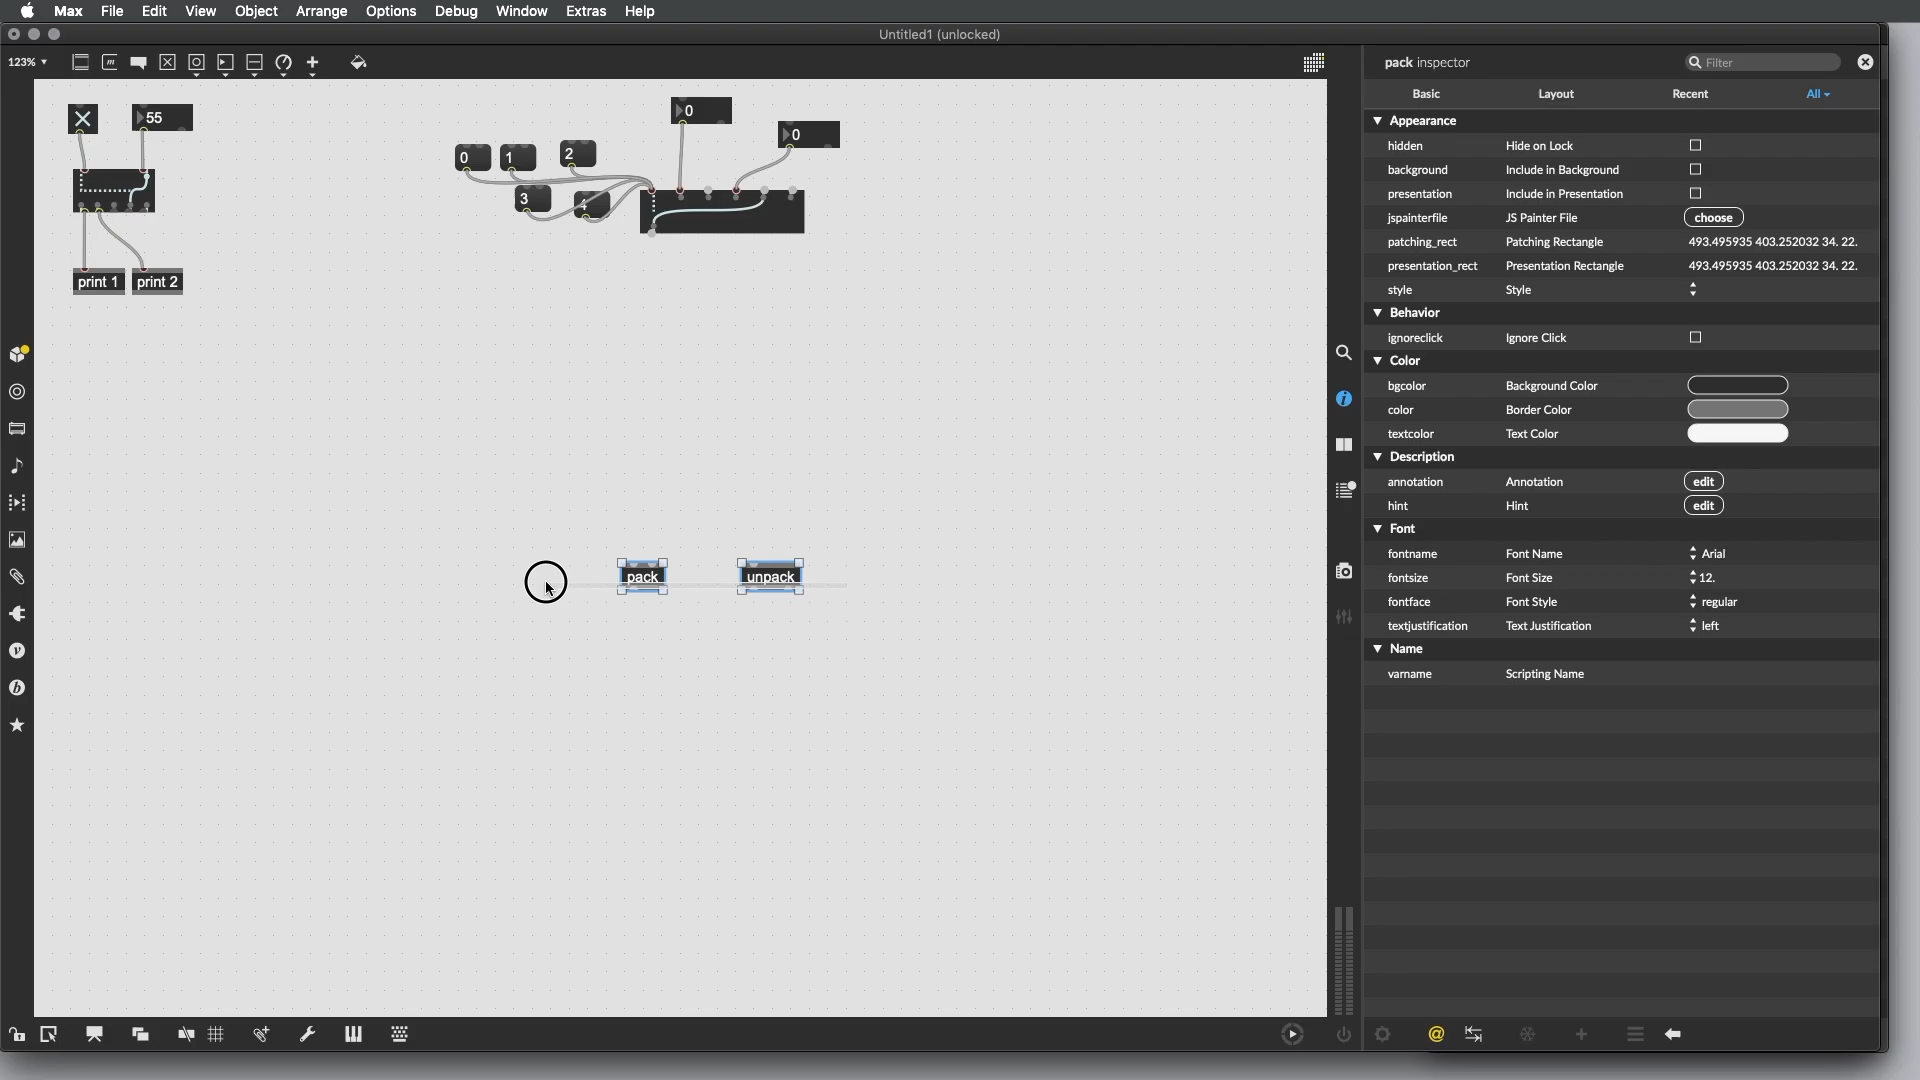 Max File Edit View Object Arrange Options Debug Window Extras Help
Untitled1 (unlocked)
123%
pack inspector
Filter
Basic Layout Recent All
Appearance
hidden Hide on Lock
background Include in Background
presentation Include in Presentation
jspainterfile JS Painter File choose
patching_rect Patching Rectangle 493.495935 403.252032 34. 22.
presentation_rect Presentation Rectangle 493.495935 403.252032 34. 22.
style Style
Behavior
ignoreclick Ignore Click
Color
bgcolor Background Color
color Border Color
textcolor Text Color
Description
annotation Annotation edit
hint Hint edit
Font
fontname Font Name Arial
fontsize Font Size 12.
fontface Font Style regular
textjustification Text Justification left
Name
varname Scripting Name
55
0
0
0 1 2
3 4
print 1 print 2
pack unpack